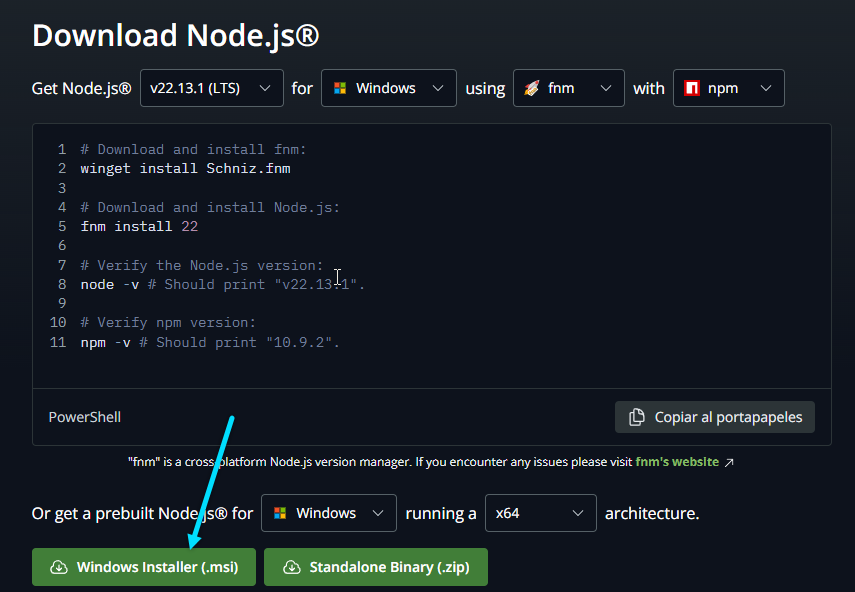 Download Node.js®
Get Node.js® v22.13.1 (LTS) for Windows using fnm with npm
1 # Download and install fnm:
2 winget install Schniz.fnm
3
4 # Download and install Node.js:
5 fnm install 22
6
7 # Verify the Node.js version:
8 node -v # Should print "v22.13.1".
9
10 # Verify npm version:
11 npm -v # Should print "10.9.2".
PowerShell Copiar al portapapeles
"fnm" is a cross-platform Node.js version manager. If you encounter any issues please visit fnm's website
Or get a prebuilt Node.js® for Windows running a x64 architecture.
Windows Installer (.msi) Standalone Binary (.zip)